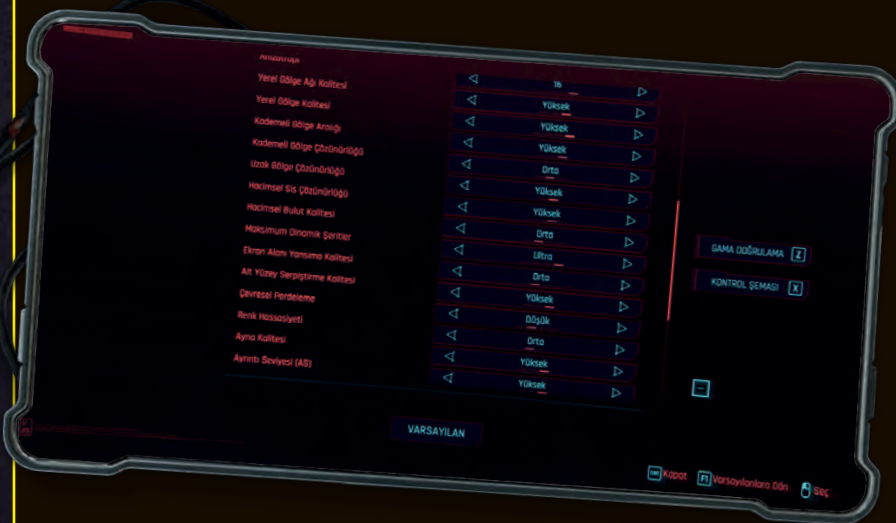 Anizotropi 16
Yerel Gölge Ağı Kalitesi Yüksek
Yerel Gölge Kalitesi Yüksek
Kademeli Gölge Aralığı Yüksek
Kademeli Gölge Çözünürlüğü Orta
Uzak Gölge Çözünürlüğü Yüksek
Hacimsel Sis Çözünürlüğü Yüksek
Hacimsel Bulut Kalitesi Orta
Maksimum Dinamik Şeritler Ultra
Ekran Alanı Yansıma Kalitesi Orta
Alt Yüzey Serpiştirme Kalitesi Yüksek
Çevresel Perdeleme Düşük
Renk Hassasiyeti Orta
Ayna Kalitesi Yüksek
Ayrıntı Seviyesi (AS) Yüksek
GAMA DOĞRULAMA Z
KONTROL ŞEMASI X
VARSAYILAN
ESC Kapat F1 Varsayılanlara Dön Seç